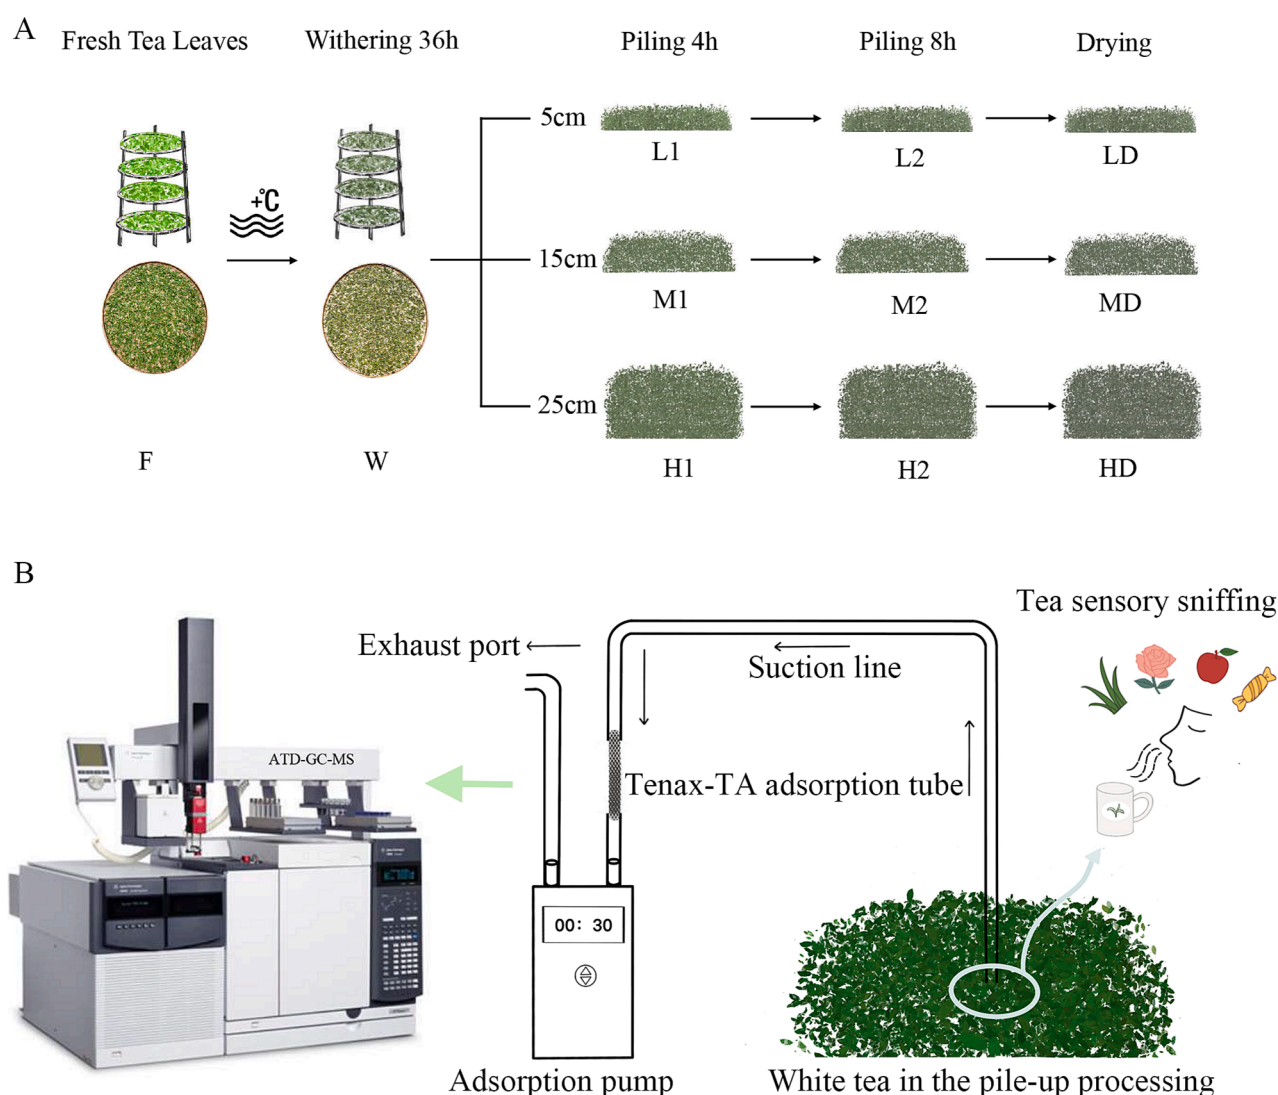 A
Fresh Tea Leaves
Withering 36h
Piling 4h
Piling 8h
Drying
+°C
5cm
L1
L2
LD
15cm
M1
M2
MD
25cm
H1
H2
HD
F
W
B
Tea sensory sniffing
Exhaust port
Suction line
ATD-GC-MS
Tenax-TA adsorption tube
00: 30
Adsorption pump
White tea in the pile-up processing